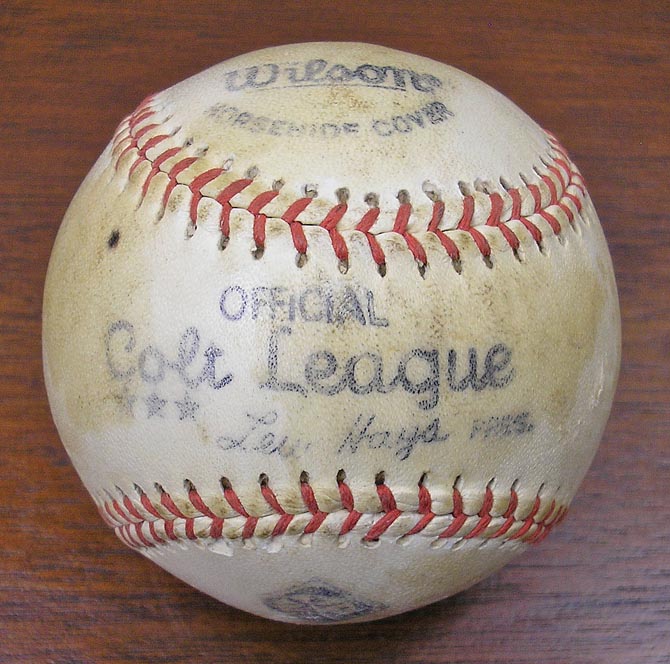 Wilson
HORSEHIDE COVER
OFFICIAL
Colt League
Lew Hays PRES.